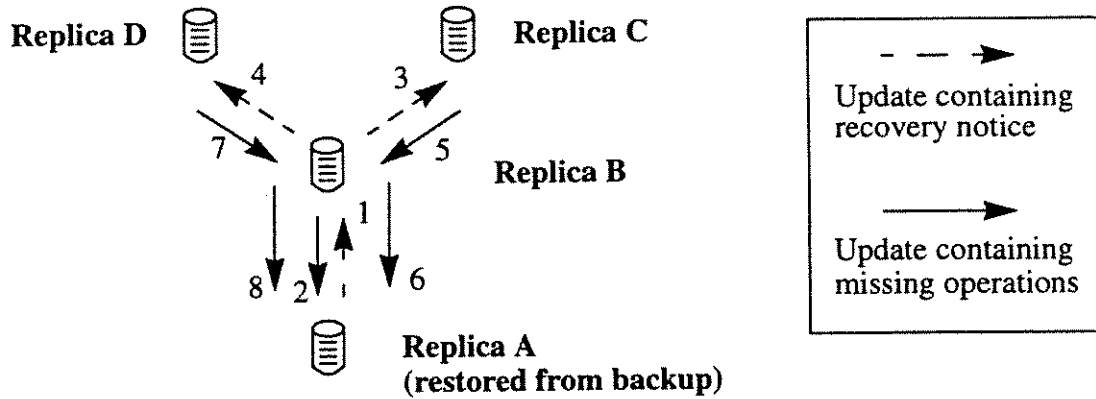 Replica D
Replica C
4
3
7
5
Replica B
1
8
2
6
Replica A
(restored from backup)
Update containing
recovery notice
Update containing
missing operations